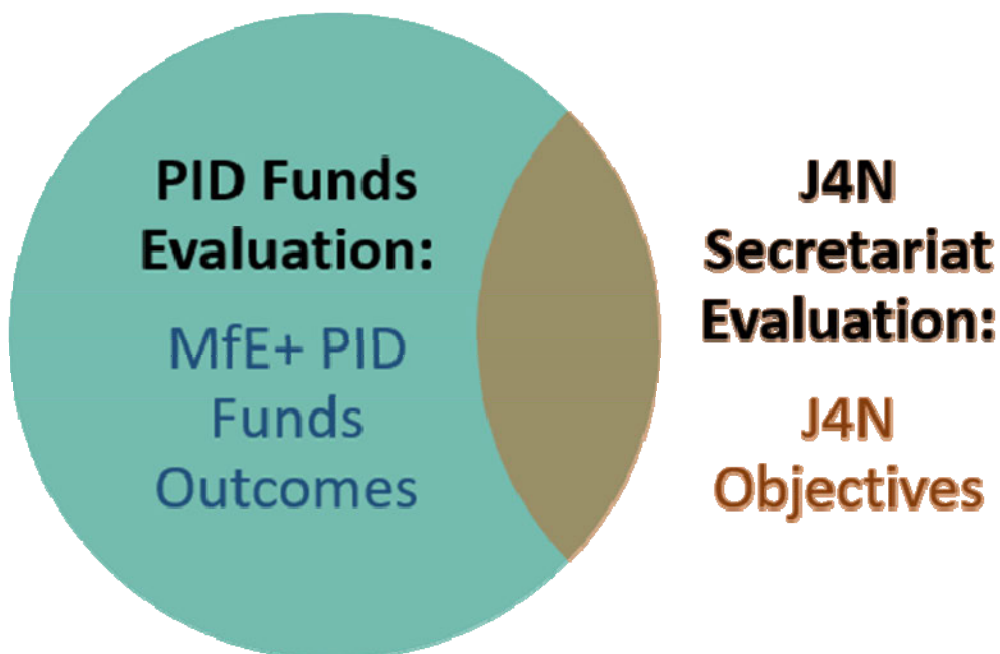 PID Funds
Evaluation:
MfE+ PID
Funds
Outcomes
J4N
Secretariat
Evaluation:
J4N
Objectives